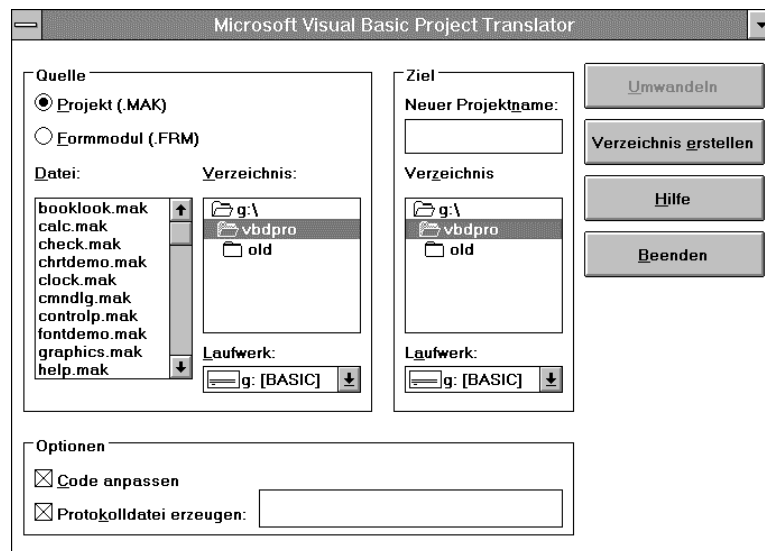 Microsoft Visual Basic Project Translator
Quelle
Projekt (.MAK)
Formmodul (.FRM)
Datei:
booklook.mak
calc.mak
check.mak
chrtdemo.mak
clock.mak
cmndlg.mak
controlp.mak
fontdemo.mak
graphics.mak
help.mak
Verzeichnis:
g:\
vbdpro
old
Laufwerk:
g: [BASIC]
Ziel
Neuer Projektname:
Verzeichnis
g:\
vbdpro
old
Laufwerk:
g: [BASIC]
Umwandeln
Verzeichnis erstellen
Hilfe
Beenden
Optionen
Code anpassen
Protokolldatei erzeugen: